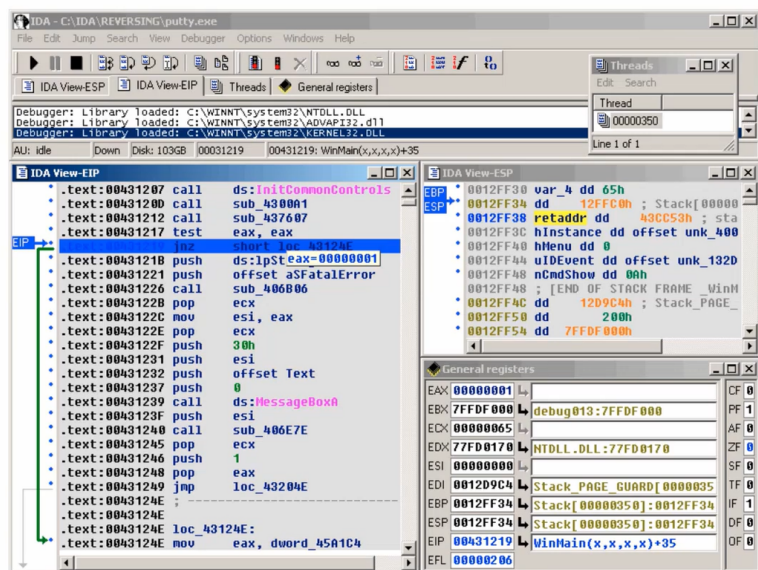 IDA - C:\IDA\REVERSING\putty.exe
File Edit Jump Search View Debugger Options Windows Help
IDA View-ESP IDA View-EIP Threads General registers
Threads
Edit Search
Thread
00000350
Line 1 of 1
Debugger: Library loaded: C:\WINNT\system32\NTDLL.DLL
Debugger: Library loaded: C:\WINNT\system32\ADVAPI32.dll
Debugger: Library loaded: C:\WINNT\system32\KERNEL32.DLL
AU: idle Down Disk: 103GB 00031219 00431219: WinMain(x,x,x,x)+35
IDA View-EIP
.text:00431207 call ds:InitCommonControls
.text:0043120D call sub_4300A1
.text:00431212 call sub_437607
.text:00431217 test eax, eax
EIP .text:00431219 jnz short loc_43124E
.text:0043121B push ds:lpSt
eax=00000001
.text:00431221 push offset aSFatalError
.text:00431226 call sub_406B06
.text:0043122B pop ecx
.text:0043122C mov esi, eax
.text:0043122E pop ecx
.text:0043122F push 30h
.text:00431231 push esi
.text:00431232 push offset Text
.text:00431237 push 0
.text:00431239 call ds:MessageBoxA
.text:0043123F push esi
.text:00431240 call sub_406E7E
.text:00431245 pop ecx
.text:00431246 push 1
.text:00431248 pop eax
.text:00431249 jmp loc_43204E
.text:0043124E ; ------------------
.text:0043124E
.text:0043124E loc_43124E:
.text:0043124E mov eax, dword_45A1C4
IDA View-ESP
EBP 0012FF30 var_4 dd 65h
ESP 0012FF34 dd 12FFC0h ; Stack[00000
0012FF38 retaddr dd 43CC53h ; sta
0012FF3C hInstance dd offset unk_400
0012FF40 hMenu dd 0
0012FF44 uIDEvent dd offset unk_132D
0012FF48 nCmdShow dd 0Ah
0012FF48 ; [END OF STACK FRAME _WinM
0012FF4C dd 12D9C4h ; Stack_PAGE_
0012FF50 dd 200h
0012FF54 dd 7FFDF000h
General registers
EAX 00000001 CF 0
EBX 7FFDF000 debug013:7FFDF000 PF 1
ECX 00000065 AF 0
EDX 77FD0170 NTDLL.DLL:77FD0170 ZF 0
ESI 00000000 SF 0
EDI 0012D9C4 Stack_PAGE_GUARD[0000035 TF 0
EBP 0012FF34 Stack[00000350]:0012FF34 IF 1
ESP 0012FF34 Stack[00000350]:0012FF34 DF 0
EIP 00431219 WinMain(x,x,x,x)+35 OF 0
EFL 00000206